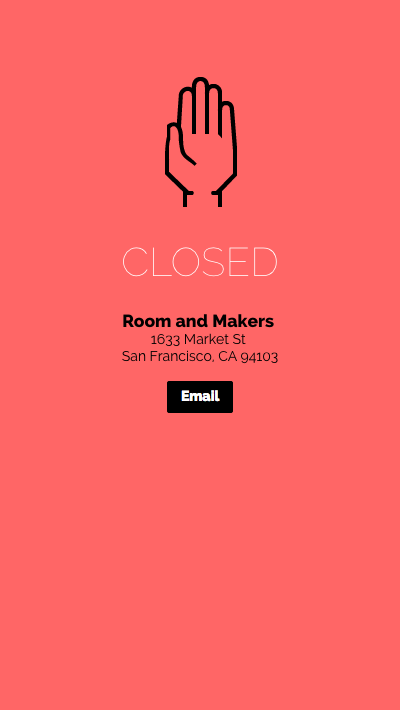 CLOSED
Room and Makers
1633 Market St
San Francisco, CA 94103
Email